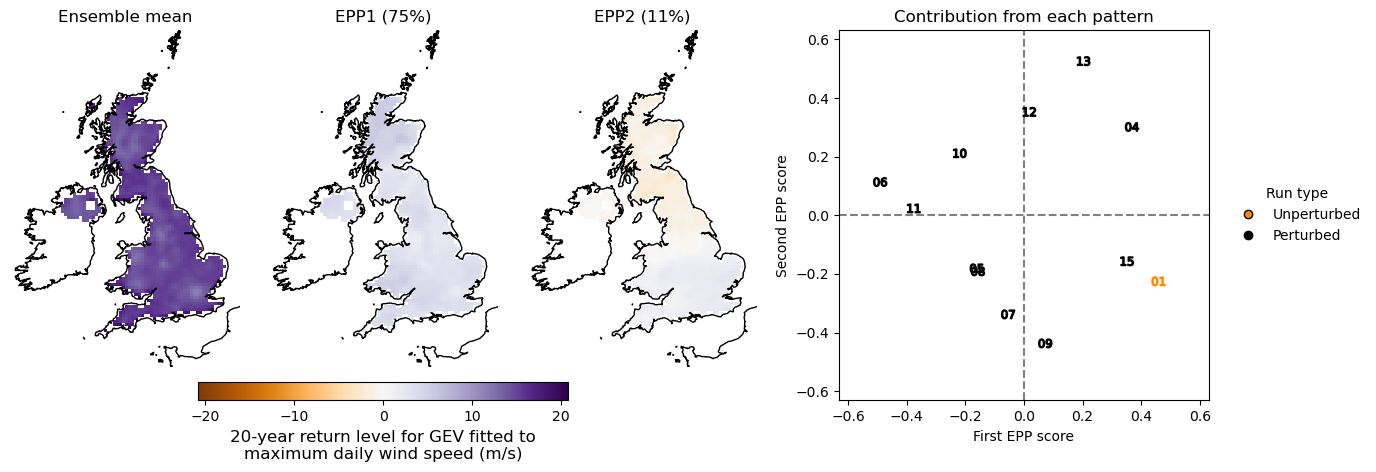 Ensemble mean
EPP1 (75%)
EPP2 (11%)
Contribution from each pattern
−20
−10
0
10
20
20-year return level for GEV fitted to
maximum daily wind speed (m/s)
Second EPP score
0.6
0.4
0.2
0.0
−0.2
−0.4
−0.6
13
12
04
10
06
11
15
01
07
09
−0.6
−0.4
−0.2
0.0
0.2
0.4
0.6
First EPP score
Run type
Unperturbed
Perturbed